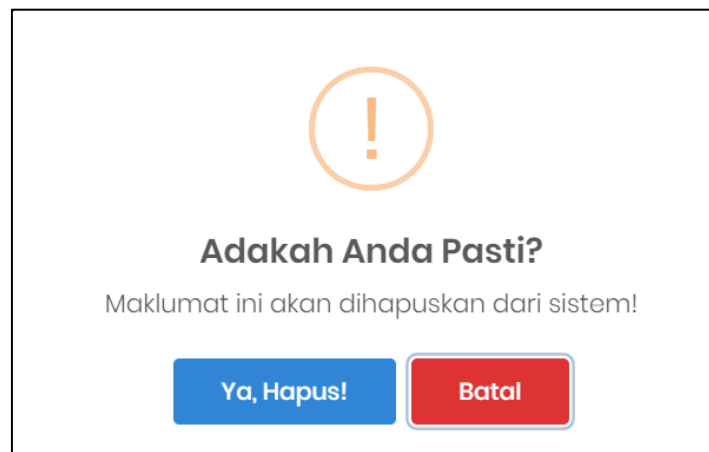 !
Adakah Anda Pasti?
Maklumat ini akan dihapuskan dari sistem!
Ya, Hapus!
Batal